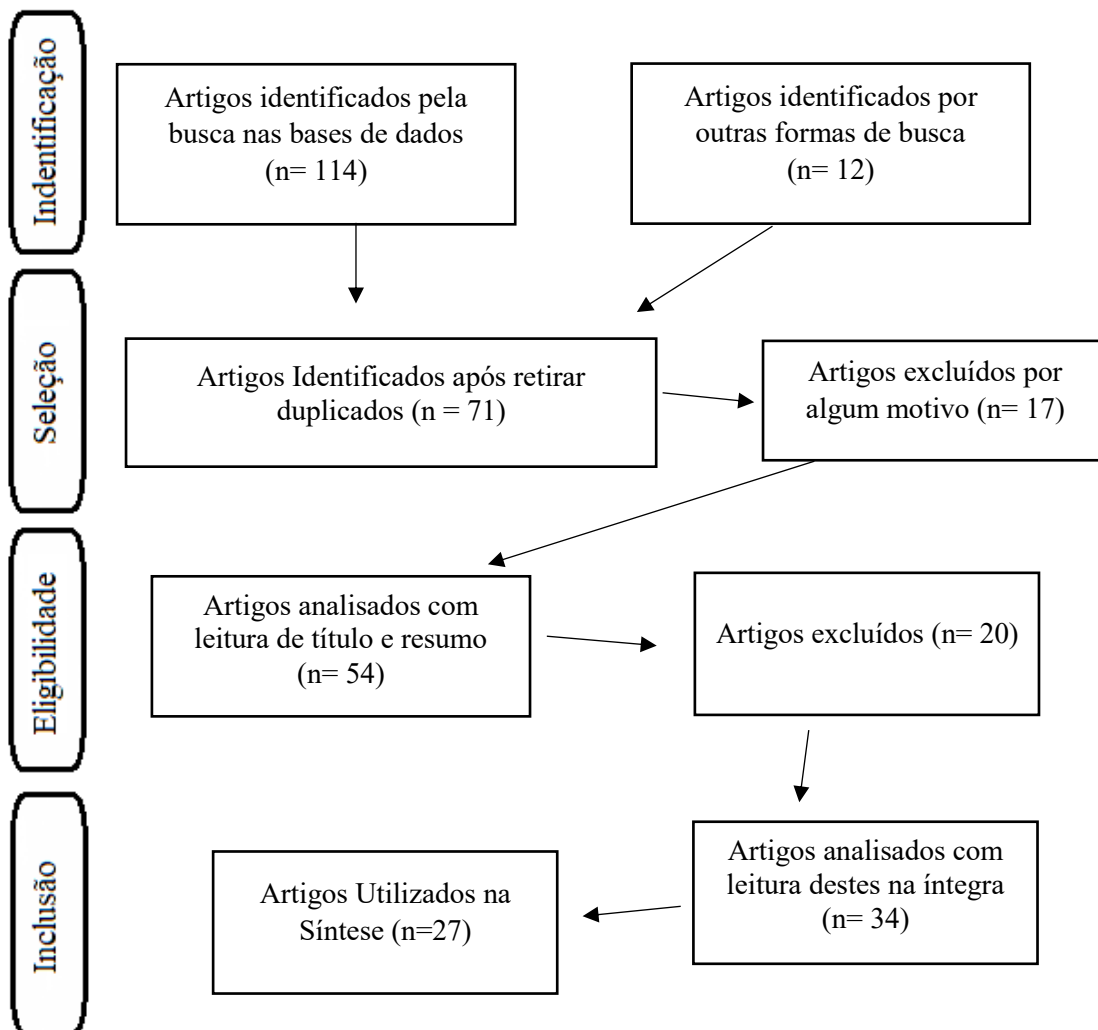 Indentificação
Artigos identificados pela
busca nas bases de dados
(n= 114)
Artigos identificados por
outras formas de busca
(n= 12)
Seleção
Artigos Identificados após retirar
duplicados (n = 71)
Artigos excluídos por
algum motivo (n= 17)
Eligibilidade
Artigos analisados com
leitura de título e resumo
(n= 54)
Artigos excluídos (n= 20)
Inclusão
Artigos Utilizados na
Síntese (n=27)
Artigos analisados com
leitura destes na íntegra
(n= 34)